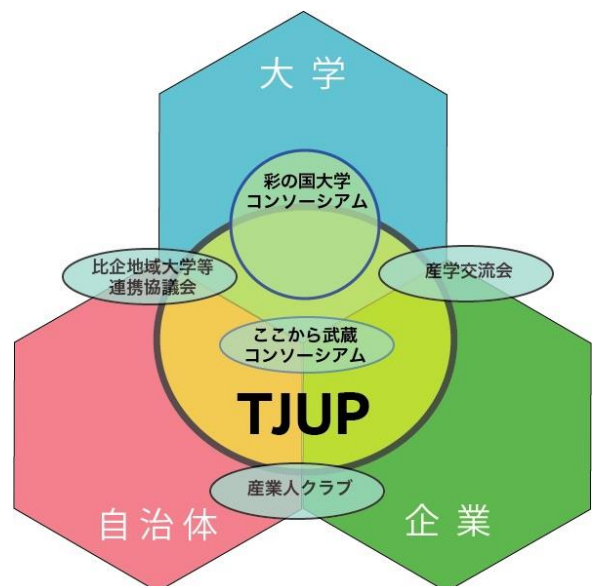 大学
彩の国大学
コンソーシアム
比企地域大学等
連携協議会
産学交流会
ここから武蔵
コンソーシアム
TJUP
産業人クラブ
自治体
企業